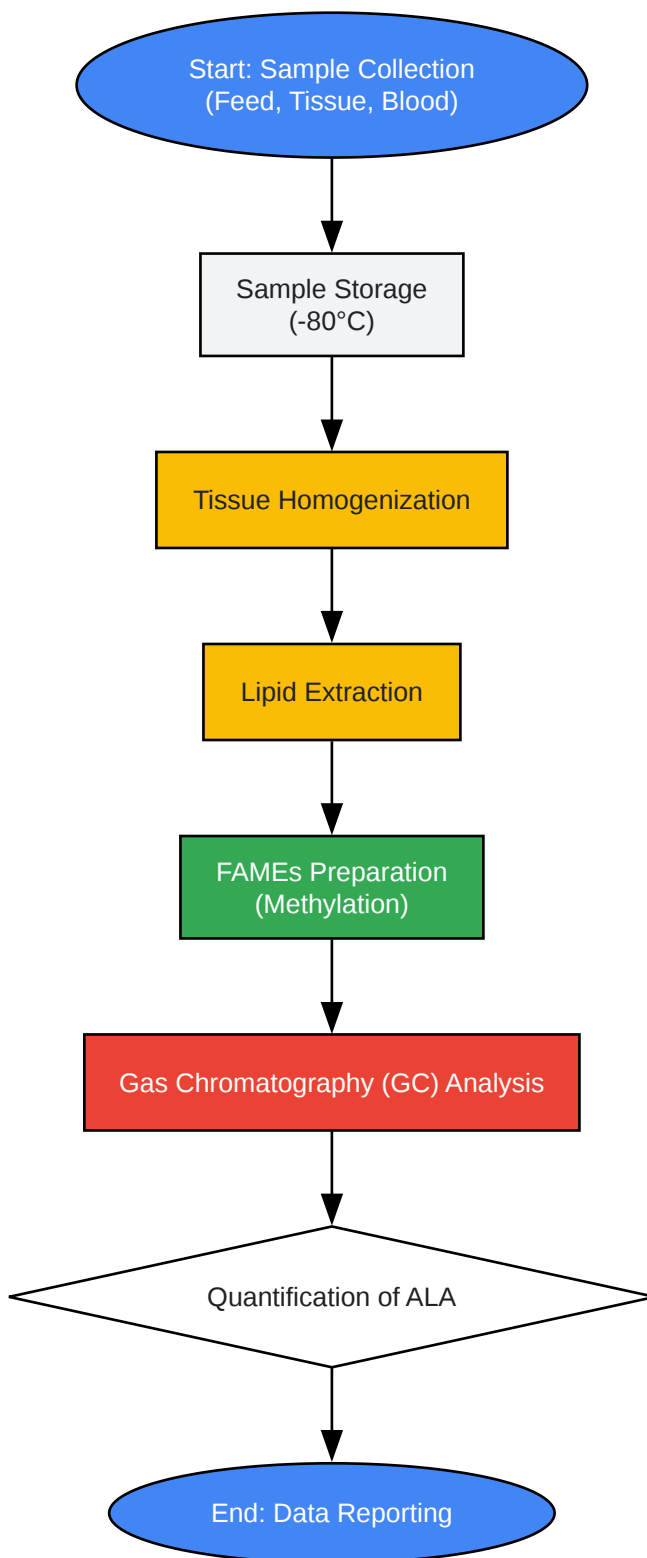 Start: Sample Collection
(Feed, Tissue, Blood)
Sample Storage
(-80°C)
Tissue Homogenization
Lipid Extraction
FAMEs Preparation
(Methylation)
Gas Chromatography (GC) Analysis
Quantification of ALA
End: Data Reporting